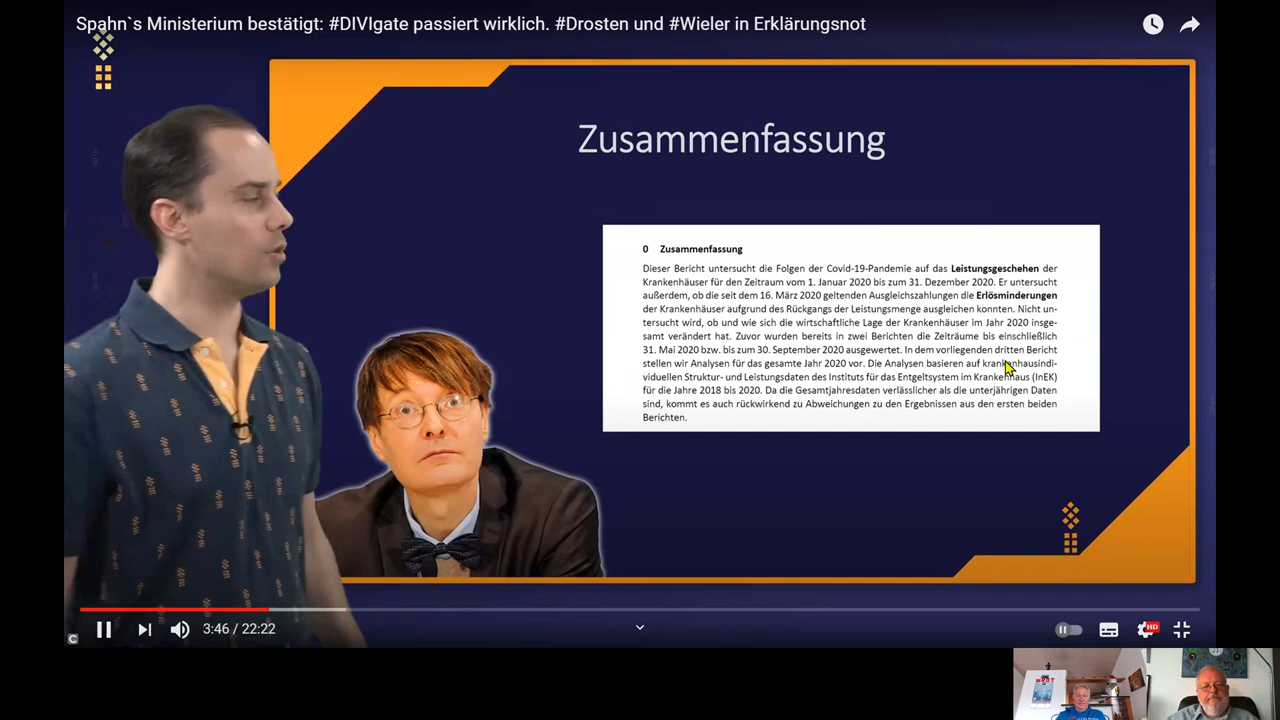 Spahn`s Ministerium bestätigt: #DIVIgate passiert wirklich. #Drosten und #Wieler in Erklärungsnot
Zusammenfassung
0 Zusammenfassung
Dieser Bericht untersucht die Folgen der Covid-19-Pandemie auf das Leistungsgeschehen der
Krankenhäuser für den Zeitraum vom 1. Januar 2020 bis zum 31. Dezember 2020. Er untersucht
außerdem, ob die seit dem 16. März 2020 geltenden Ausgleichszahlungen die Erlösminderungen
der Krankenhäuser aufgrund des Rückgangs der Leistungsmenge ausgleichen konnten. Nicht un-
tersucht wird, ob und wie sich die wirtschaftliche Lage der Krankenhäuser im Jahr 2020 insge-
samt verändert hat. Zuvor wurden bereits in zwei Berichten die Zeiträume bis einschließlich
31. Mai 2020 bzw. bis zum 30. September 2020 ausgewertet. In dem vorliegenden dritten Bericht
stellen wir Analysen für das gesamte Jahr 2020 vor. Die Analysen basieren auf krankenhausindi-
viduellen Struktur- und Leistungsdaten des Instituts für das Entgeltsystem im Krankenhaus (InEK)
für die Jahre 2018 bis 2020. Da die Gesamtjahresdaten verlässlicher als die unterjährigen Daten
sind, kommt es auch rückwirkend zu Abweichungen zu den Ergebnissen aus den ersten beiden
Berichten.
3:46 / 22:22
HD
C